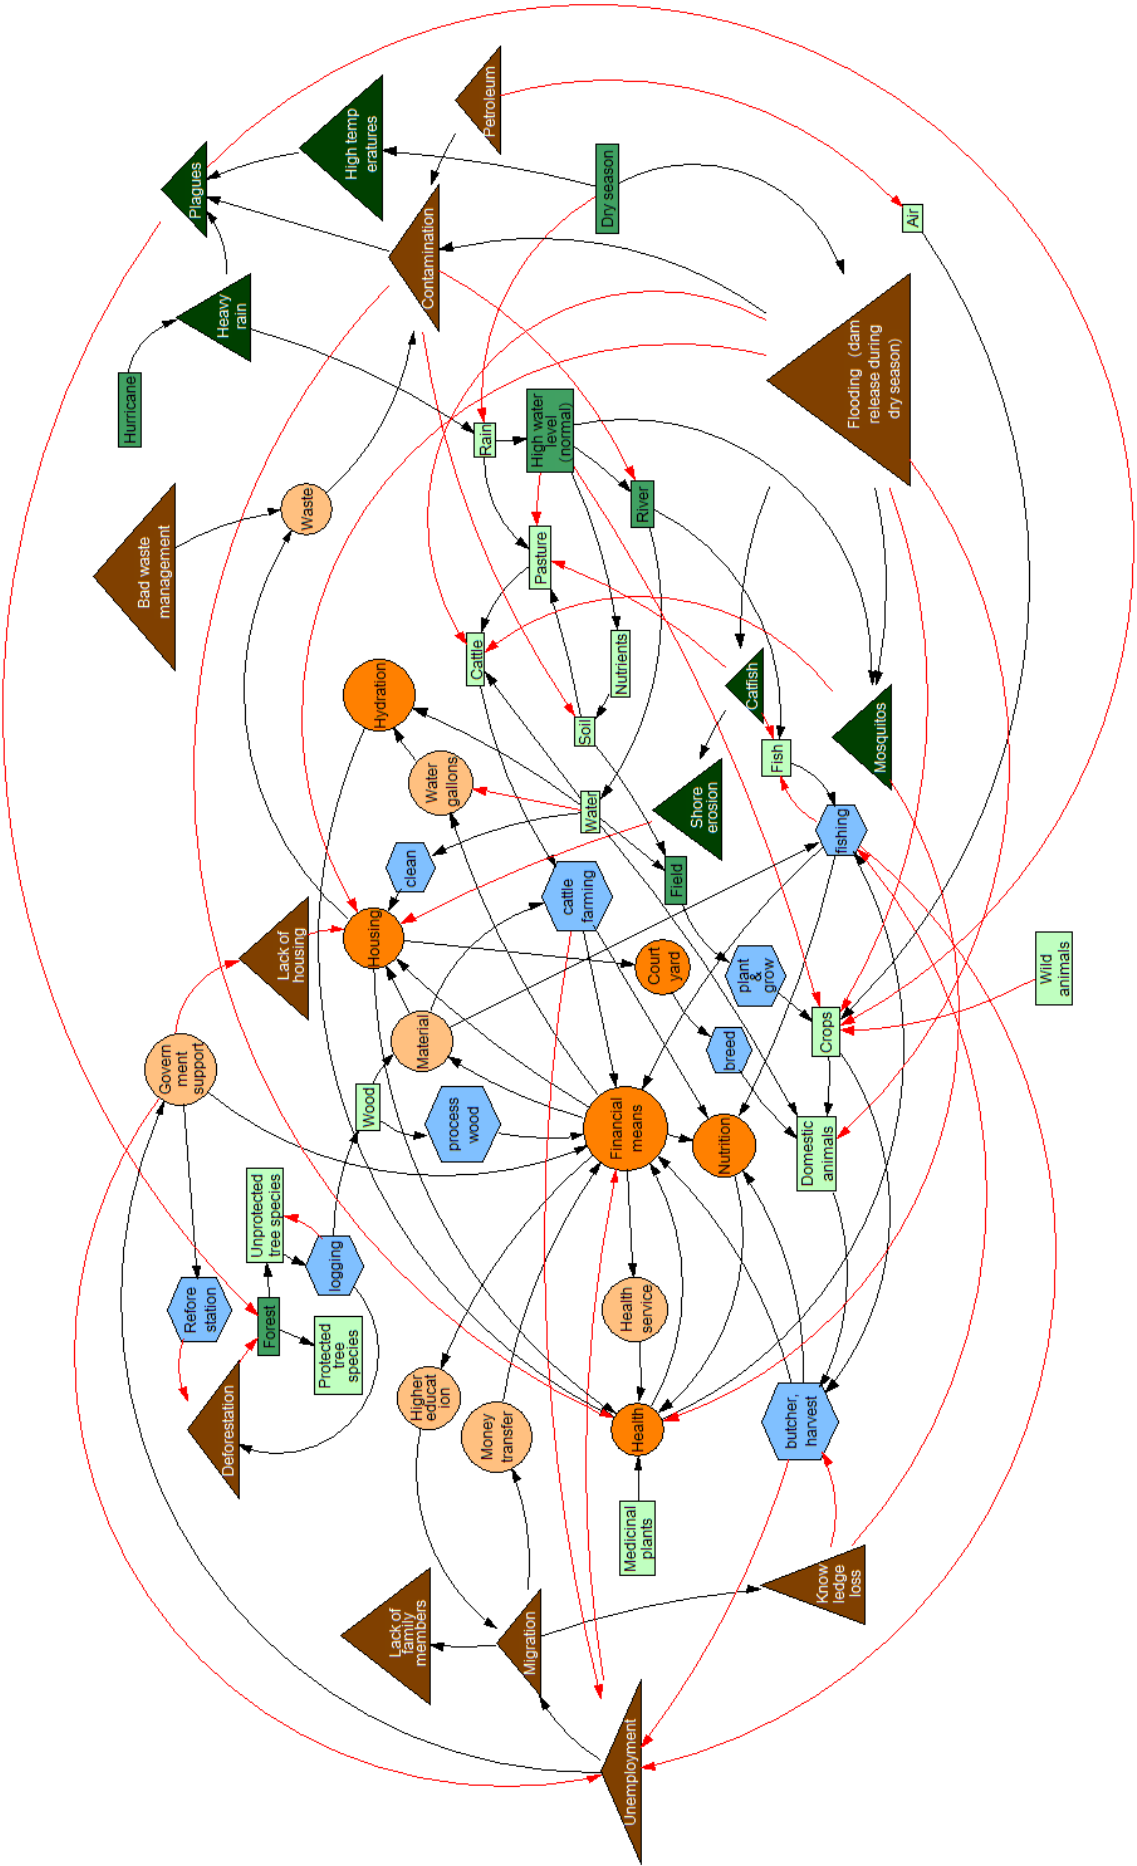 Hurricane
Bad waste
management
Plagues
Govern
ment
support
Refore
station
Heavy
rain
Deforestation
Forest
Unprotected
tree species
Lack of
housing
Waste
logging
Protected
tree
species
High temp
eratures
Wood
Housing
Hydration
Lack of
family
members
clean
Higher
educat
ion
Material
Water
gallons
Contamination
process
wood
Cattle
Rain
Petroleum
Money
transfer
Migration
Pasture
High water
level
(normal)
cattle
farming
Soil
Water
Dry season
Nutrients
Unemployment
Medicinal
plants
Health
Health
service
Financial
means
Court
yard
Field
River
Shore
erosion
Nutrition
breed
plant
&
grow
Catfish
Fish
butcher,
harvest
Domestic
animals
Crops
Know
ledge
loss
fishing
Mosquitos
Flooding (dam
release during
dry season)
Air
Wild
animals